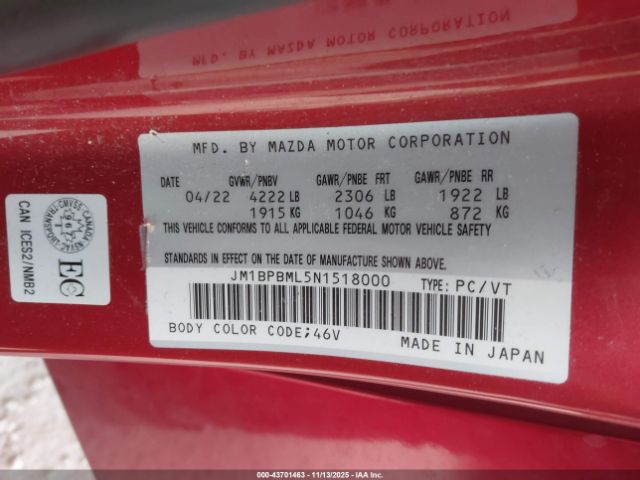 MFD. BY MAZDA MOTOR CORPORATION
DATE GVWR/PNBV GAWR/PNBE FRT GAWR/PNBE RR
04/22 4222 LB 2306 LB 1922 LB
1915 KG 1046 KG 872 KG
THIS VEHICLE CONFORMS TO ALL APPLICABLE FEDERAL MOTOR VEHICLE SAFETY
STANDARDS IN EFFECT ON THE DATE OF MANUFACTURE SHOWN ABOVE.
JM1BPBML5N1518000 TYPE: PC/VT
BODY COLOR CODE;46V
MADE IN JAPAN
CAN ICES2/NMB2
EC
000-43701463 - 11/13/2025 - IAA, Inc.